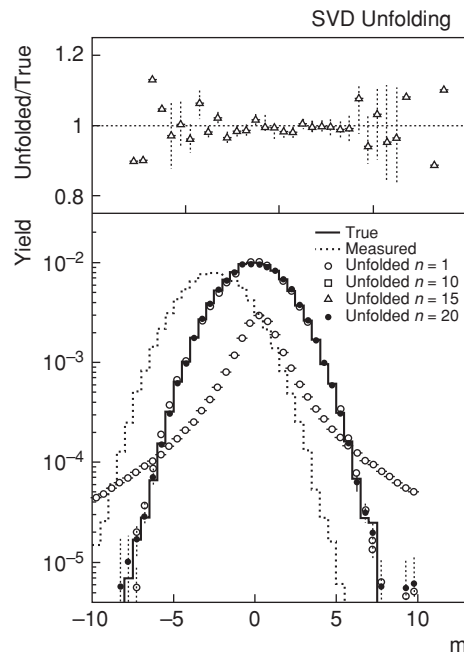 SVD Unfolding
Unfolded/True
1.2
1
0.8
Yield
True
Measured
Unfolded n = 1
Unfolded n = 10
Unfolded n = 15
Unfolded n = 20
10⁻²
10⁻³
10⁻⁴
10⁻⁵
−10 −5 0 5 10
m